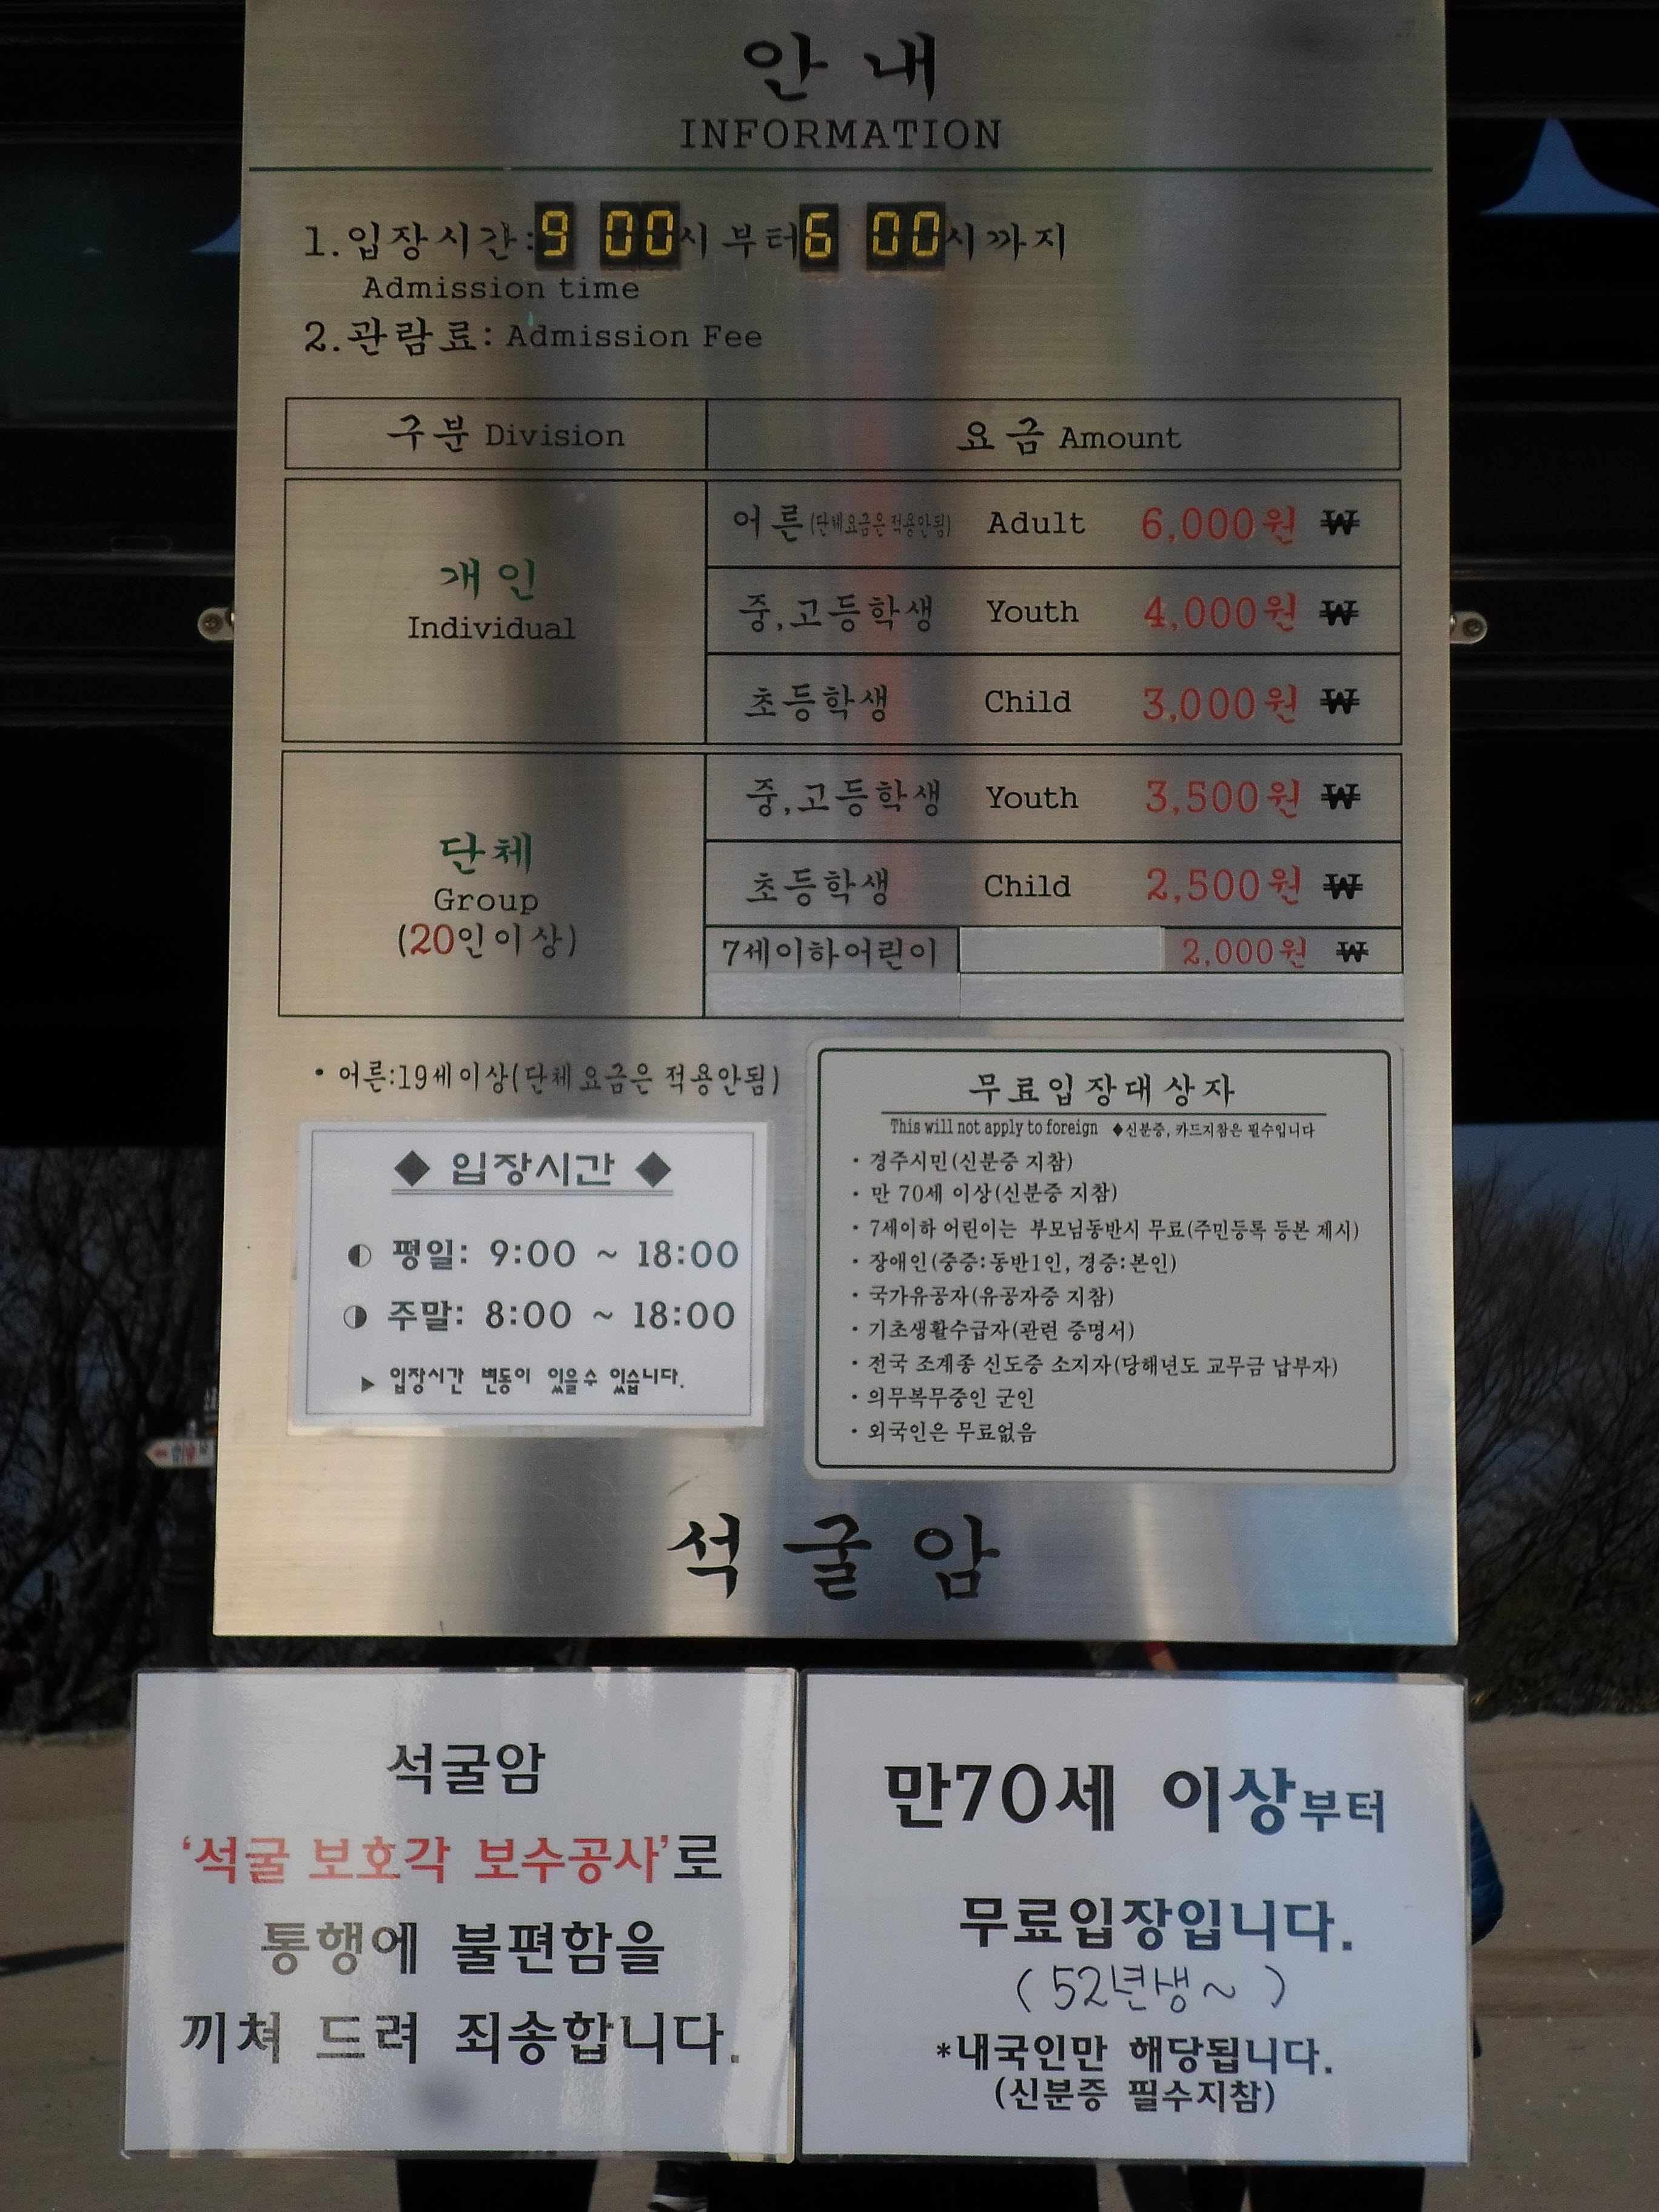 안내
INFORMATION
1. 입장시간: 9 00시 부터 6 00시 까지
Admission time
2. 관람료: Admission Fee
구분 Division 요금 Amount
개인
Individual
어른 (단체요금은적용안됨) Adult 6,000원 ₩
중,고등학생 Youth 4,000원 ₩
초등학생 Child 3,000원 ₩
단체
Group
(20인이상)
중,고등학생 Youth 3,500원 ₩
초등학생 Child 2,500원 ₩
7세이하어린이 2,000원 ₩
• 어른:19세이상(단체요금은 적용안됨)
◆ 입장시간 ◆
◐ 평일: 9:00 ~ 18:00
◑ 주말: 8:00 ~ 18:00
▶ 입장시간 변동이 있을수 있습니다.
무료입장대상자
This will not apply to foreign ◆신분증, 카드지참은 필수입니다
• 경주시민(신분증 지참)
• 만 70세 이상(신분증 지참)
• 7세이하 어린이는 부모님동반시 무료(주민등록 등본 제시)
• 장애인(중증:동반1인, 경증:본인)
• 국가유공자(유공자증 지참)
• 기초생활수급자(관련 증명서)
• 전국 조계종 신도증 소지자(당해년도 교무금 납부자)
• 의무복무중인 군인
• 외국인은 무료없음
석굴암
석굴암
‘석굴 보호각 보수공사’로
통행에 불편함을
끼쳐 드려 죄송합니다.
만70세 이상부터
무료입장입니다.
(52년생~)
*내국인만 해당됩니다.
(신분증 필수지참)